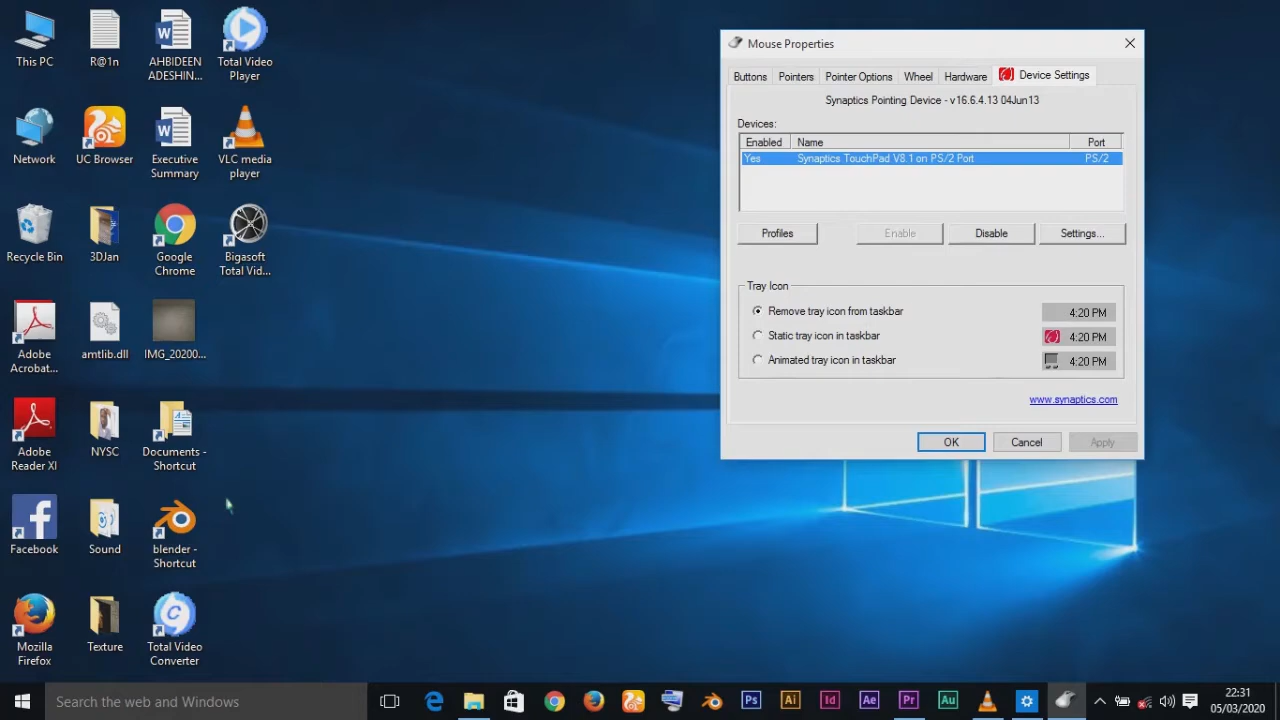 This PC
R@1n
AHBIDEEN
ADESHIN...
Total Video
Player
Network
UC Browser
Executive
Summary
VLC media
player
Recycle Bin
3DJan
Google
Chrome
Bigasoft
Total Vid...
Adobe
Acrobat...
amtlib.dll
IMG_20200...
Adobe
Reader XI
NYSC
Documents -
Shortcut
Facebook
Sound
blender -
Shortcut
Mozilla
Firefox
Texture
Total Video
Converter
Mouse Properties
Buttons
Pointers
Pointer Options
Wheel
Hardware
Device Settings
Synaptics Pointing Device - v16.6.4.13 04Jun13
Devices:
Enabled Name Port
Yes Synaptics TouchPad V8.1 on PS/2 Port PS/2
Profiles
Enable
Disable
Settings...
Tray Icon
Remove tray icon from taskbar 4:20 PM
Static tray icon in taskbar 4:20 PM
Animated tray icon in taskbar 4:20 PM
www.synaptics.com
OK
Cancel
Apply
Search the web and Windows
Ps
Ai
Id
Ae
Pr
Au
22:31
05/03/2020